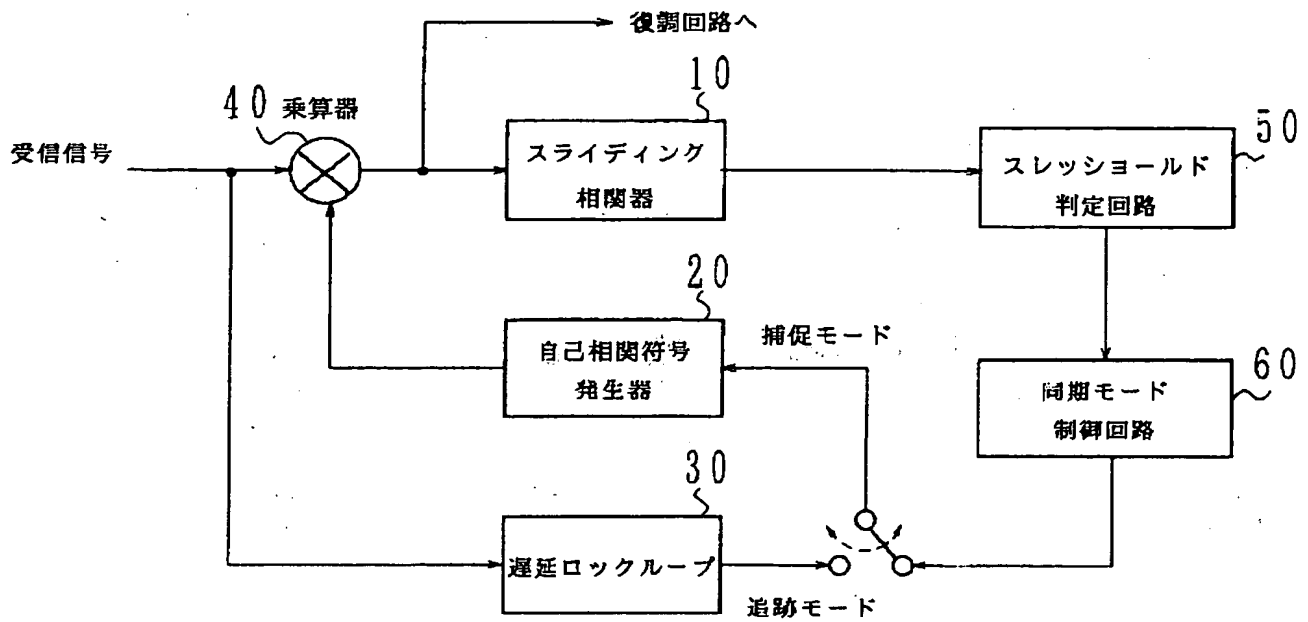 復調回路へ
10
40 乗算器
50
受信信号
スライディング
相関器
スレッショールド
判定回路
20
自己相関符号
発生器
捕促モード
60
同期モード
制御回路
30
遅延ロックループ
追跡モード